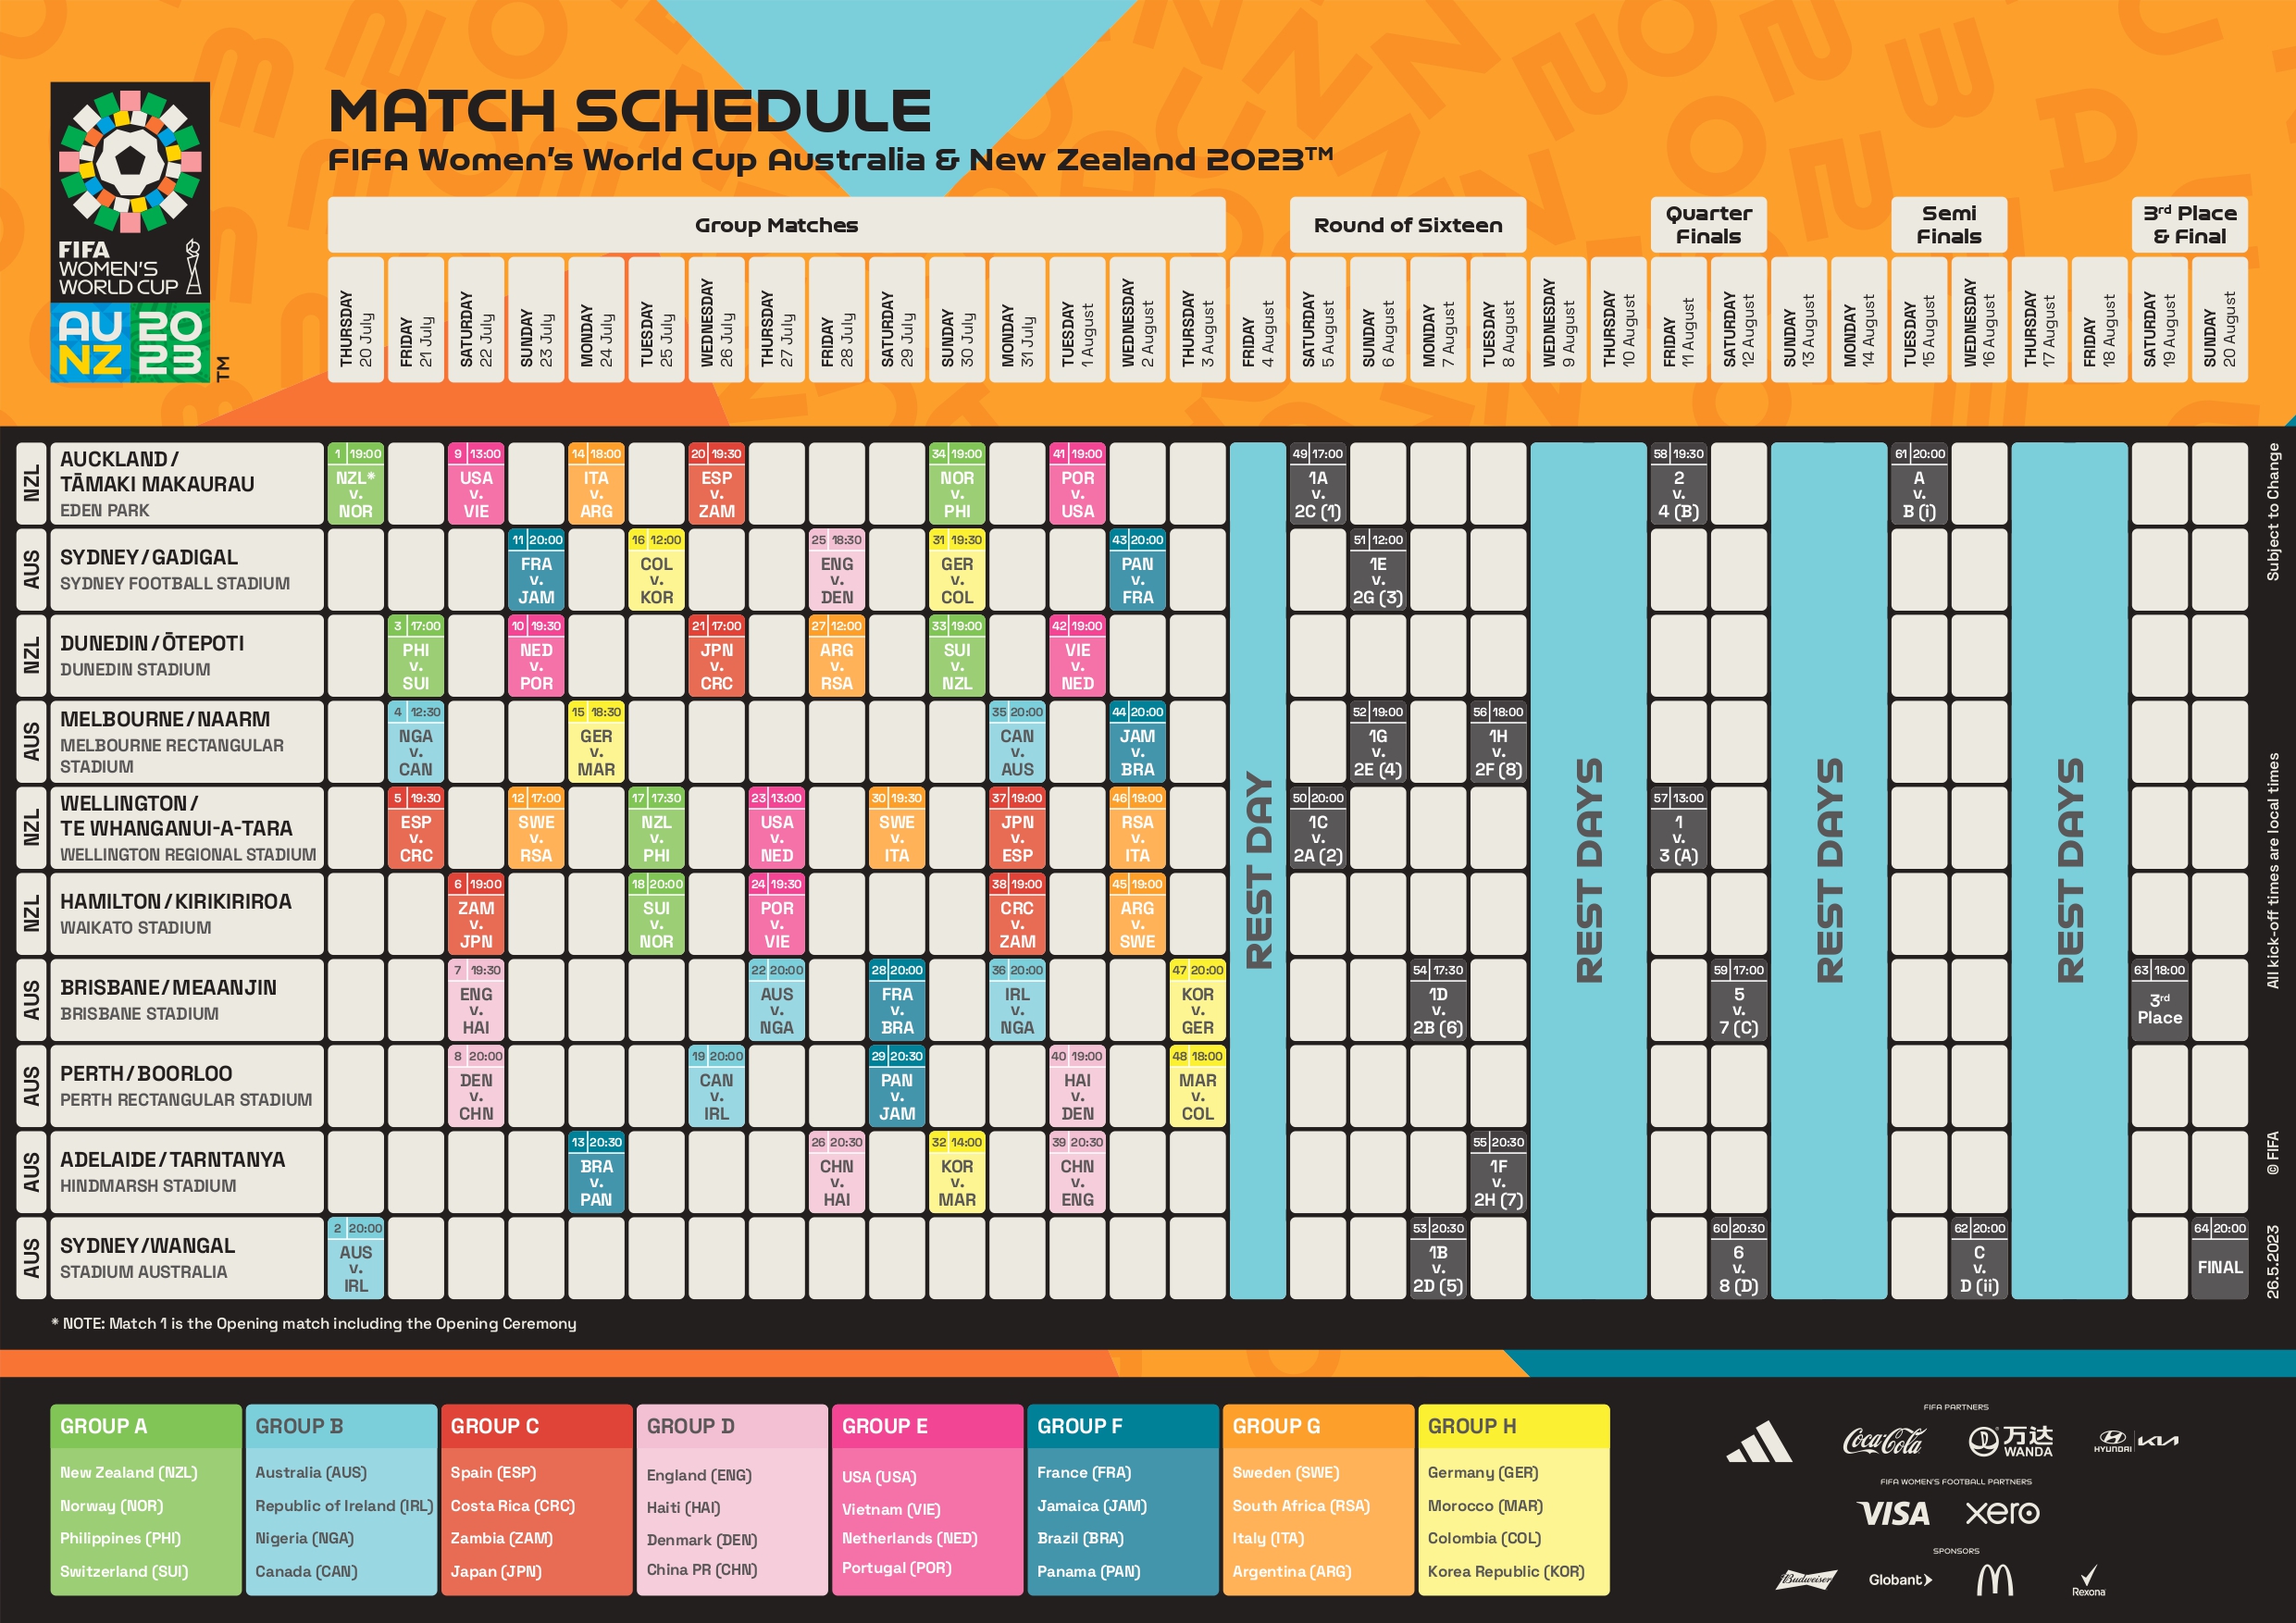 MATCH SCHEDULE
FIFA Women's World Cup Australia & New Zealand 2023™
FIFA
WOMEN'S
WORLD CUP
AU 20
NZ 23
™
Group Matches
Round of Sixteen
Quarter
Finals
Semi
Finals
3rd Place
& Final
THURSDAY
20 July
FRIDAY
21 July
SATURDAY
22 July
SUNDAY
23 July
MONDAY
24 July
TUESDAY
25 July
WEDNESDAY
26 July
THURSDAY
27 July
FRIDAY
28 July
SATURDAY
29 July
SUNDAY
30 July
MONDAY
31 July
TUESDAY
1 August
WEDNESDAY
2 August
THURSDAY
3 August
FRIDAY
4 August
SATURDAY
5 August
SUNDAY
6 August
MONDAY
7 August
TUESDAY
8 August
WEDNESDAY
9 August
THURSDAY
10 August
FRIDAY
11 August
SATURDAY
12 August
SUNDAY
13 August
MONDAY
14 August
TUESDAY
15 August
WEDNESDAY
16 August
THURSDAY
17 August
FRIDAY
18 August
SATURDAY
19 August
SUNDAY
20 August
NZL
AUCKLAND /
TĀMAKI MAKAURAU
EDEN PARK
1 19:00
NZL*
v.
NOR
9 13:00
USA
v.
VIE
14 18:00
ITA
v.
ARG
20 19:30
ESP
v.
ZAM
34 19:00
NOR
v.
PHI
41 19:00
POR
v.
USA
49 17:00
1A
v.
2C (1)
58 19:30
2
v.
4 (B)
61 20:00
A
v.
B (i)
AUS
SYDNEY / GADIGAL
SYDNEY FOOTBALL STADIUM
11 20:00
FRA
v.
JAM
16 12:00
COL
v.
KOR
25 18:30
ENG
v.
DEN
31 19:30
GER
v.
COL
43 20:00
PAN
v.
FRA
51 12:00
1E
v.
2G (3)
NZL
DUNEDIN / ŌTEPOTI
DUNEDIN STADIUM
3 17:00
PHI
v.
SUI
10 19:30
NED
v.
POR
21 17:00
JPN
v.
CRC
27 12:00
ARG
v.
RSA
33 19:00
SUI
v.
NZL
42 19:00
VIE
v.
NED
AUS
MELBOURNE / NAARM
MELBOURNE RECTANGULAR
STADIUM
4 12:30
NGA
v.
CAN
15 18:30
GER
v.
MAR
35 20:00
CAN
v.
AUS
44 20:00
JAM
v.
BRA
52 19:00
1G
v.
2E (4)
56 18:00
1H
v.
2F (8)
NZL
WELLINGTON /
TE WHANGANUI-A-TARA
WELLINGTON REGIONAL STADIUM
5 19:30
ESP
v.
CRC
12 17:00
SWE
v.
RSA
17 17:30
NZL
v.
PHI
23 13:00
USA
v.
NED
30 19:30
SWE
v.
ITA
37 19:00
JPN
v.
ESP
46 19:00
RSA
v.
ITA
50 20:00
1C
v.
2A (2)
57 13:00
1
v.
3 (A)
NZL
HAMILTON / KIRIKIRIROA
WAIKATO STADIUM
6 19:00
ZAM
v.
JPN
18 20:00
SUI
v.
NOR
24 19:30
POR
v.
VIE
38 19:00
CRC
v.
ZAM
45 19:00
ARG
v.
SWE
AUS
BRISBANE / MEAANJIN
BRISBANE STADIUM
7 19:30
ENG
v.
HAI
22 20:00
AUS
v.
NGA
28 20:00
FRA
v.
BRA
36 20:00
IRL
v.
NGA
47 20:00
KOR
v.
GER
54 17:30
1D
v.
2B (6)
59 17:00
5
v.
7 (C)
63 18:00
3rd
Place
AUS
PERTH / BOORLOO
PERTH RECTANGULAR STADIUM
8 20:00
DEN
v.
CHN
19 20:00
CAN
v.
IRL
29 20:30
PAN
v.
JAM
40 19:00
HAI
v.
DEN
48 18:00
MAR
v.
COL
AUS
ADELAIDE / TARNTANYA
HINDMARSH STADIUM
13 20:30
BRA
v.
PAN
26 20:30
CHN
v.
HAI
32 14:00
KOR
v.
MAR
39 20:30
CHN
v.
ENG
55 20:30
1F
v.
2H (7)
AUS
SYDNEY / WANGAL
STADIUM AUSTRALIA
2 20:00
AUS
v.
IRL
53 20:30
1B
v.
2D (5)
60 20:30
6
v.
8 (D)
62 20:00
C
v.
D (ii)
64 20:00
FINAL
REST DAY
REST DAYS
REST DAYS
REST DAYS
Subject to Change
All kick-off times are local times
© FIFA
26.5.2023
* NOTE: Match 1 is the Opening match including the Opening Ceremony
GROUP A
New Zealand (NZL)
Norway (NOR)
Philippines (PHI)
Switzerland (SUI)
GROUP B
Australia (AUS)
Republic of Ireland (IRL)
Nigeria (NGA)
Canada (CAN)
GROUP C
Spain (ESP)
Costa Rica (CRC)
Zambia (ZAM)
Japan (JPN)
GROUP D
England (ENG)
Haiti (HAI)
Denmark (DEN)
China PR (CHN)
GROUP E
USA (USA)
Vietnam (VIE)
Netherlands (NED)
Portugal (POR)
GROUP F
France (FRA)
Jamaica (JAM)
Brazil (BRA)
Panama (PAN)
GROUP G
Sweden (SWE)
South Africa (RSA)
Italy (ITA)
Argentina (ARG)
GROUP H
Germany (GER)
Morocco (MAR)
Colombia (COL)
Korea Republic (KOR)
FIFA PARTNERS
Coca-Cola
万达
WANDA
HYUNDAI
KIA
FIFA WOMEN'S FOOTBALL PARTNERS
VISA
xero
SPONSORS
Budweiser
Globant
Rexona